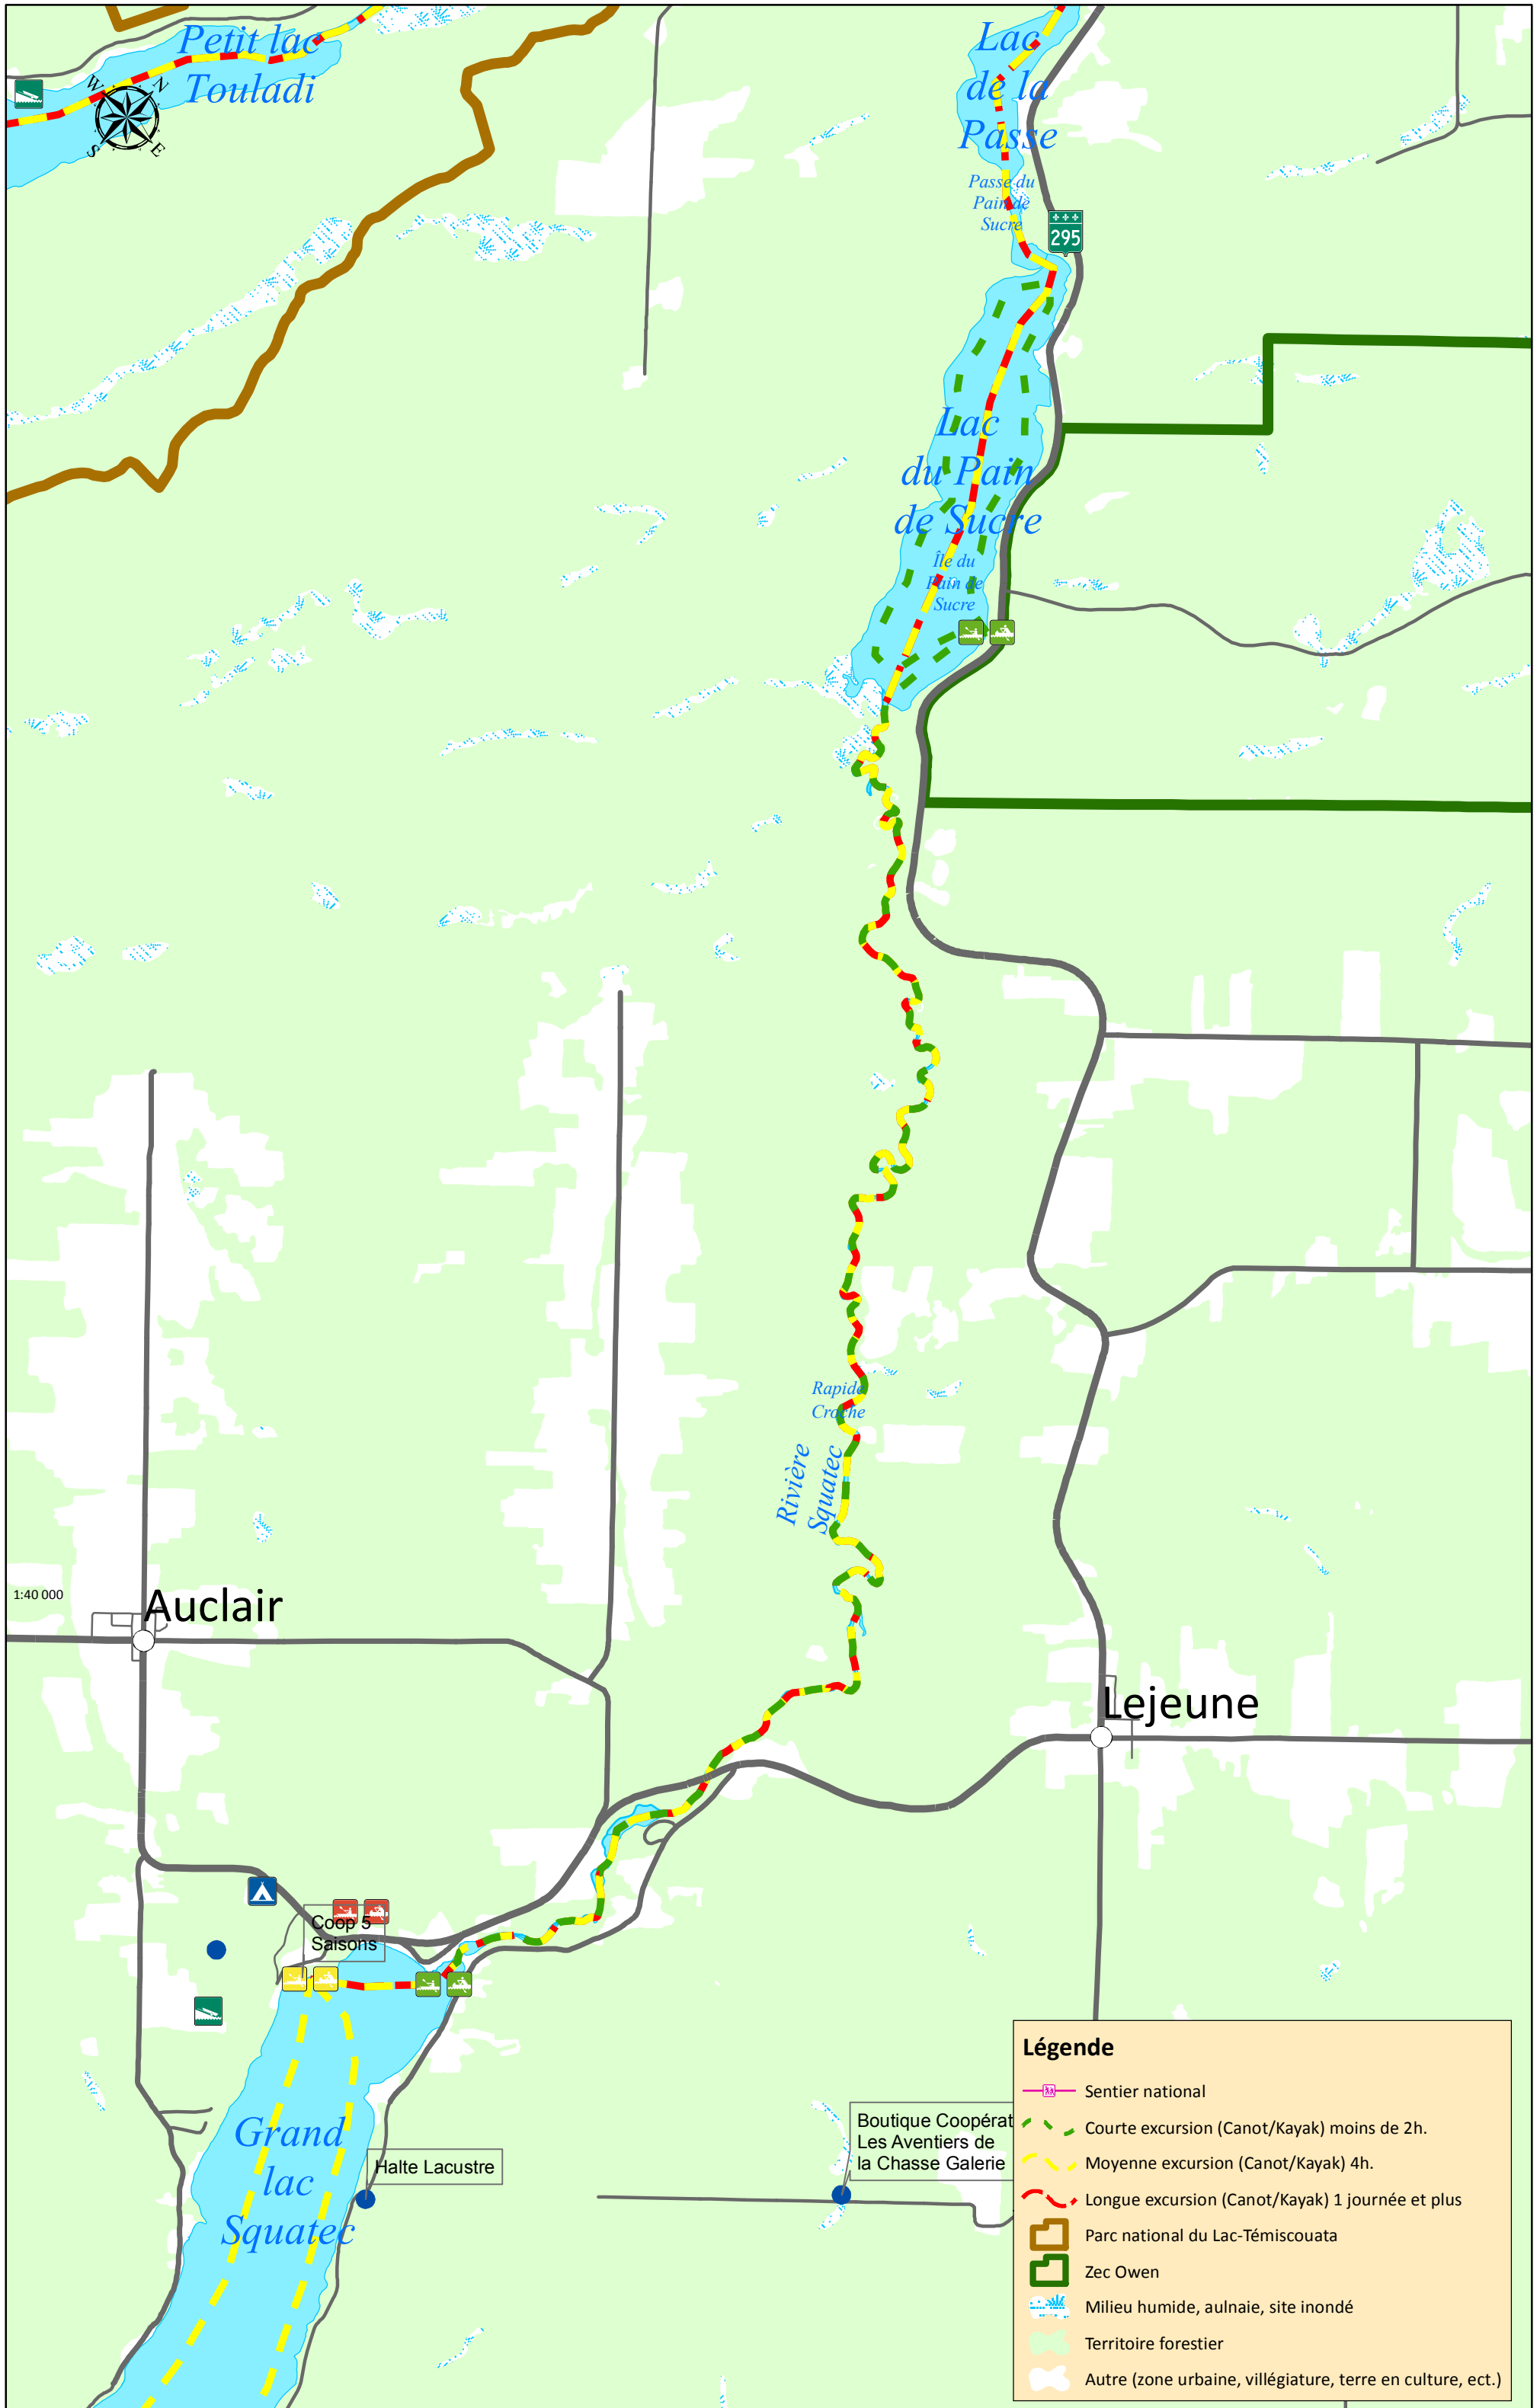 Petit lac
Touladi
W
N
S
E
Lac
de la
Passe
Passe du
Pain de
Sucre
295
Lac
du Pain
de Sucre
Île du
Pain de
Sucre
Rapide
Croche
Rivière
Squatec
1:40 000
Auclair
Lejeune
Coop 5
Saisons
Grand
lac
Squatec
Halte Lacustre
Boutique Coopérat
Les Aventiers de
la Chasse Galerie
Légende
Sentier national
Courte excursion (Canot/Kayak) moins de 2h.
Moyenne excursion (Canot/Kayak) 4h.
Longue excursion (Canot/Kayak) 1 journée et plus
Parc national du Lac-Témiscouata
Zec Owen
Milieu humide, aulnaie, site inondé
Territoire forestier
Autre (zone urbaine, villégiature, terre en culture, ect.)